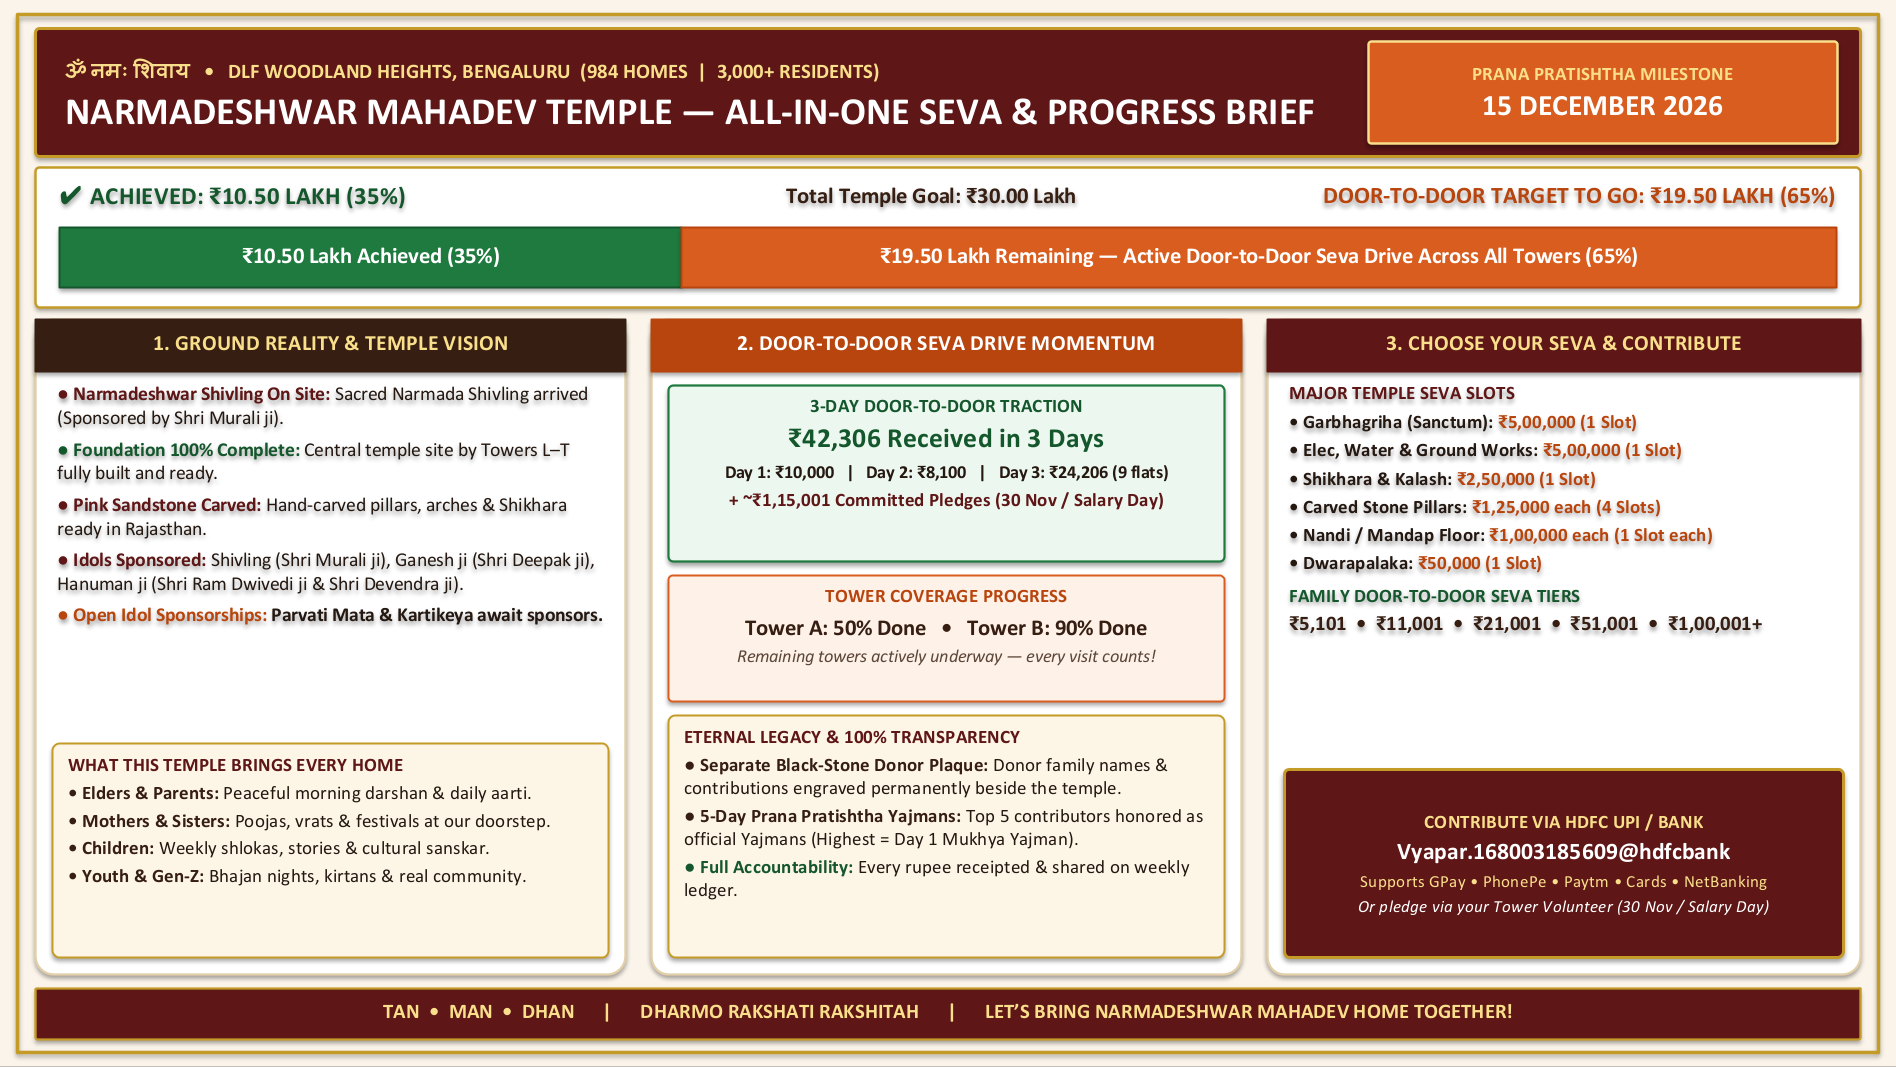 ॐ नमः शिवाय • DLF WOODLAND HEIGHTS, BENGALURU (984 HOMES | 3,000+ RESIDENTS)
NARMADESHWAR MAHADEV TEMPLE — ALL-IN-ONE SEVA & PROGRESS BRIEF
PRANA PRATISHTHA MILESTONE
15 DECEMBER 2026
✔ ACHIEVED: ₹10.50 LAKH (35%)
Total Temple Goal: ₹30.00 Lakh
DOOR-TO-DOOR TARGET TO GO: ₹19.50 LAKH (65%)
₹10.50 Lakh Achieved (35%)
₹19.50 Lakh Remaining — Active Door-to-Door Seva Drive Across All Towers (65%)
1. GROUND REALITY & TEMPLE VISION
● Narmadeshwar Shivling On Site: Sacred Narmada Shivling arrived
(Sponsored by Shri Murali ji).
● Foundation 100% Complete: Central temple site by Towers L–T
fully built and ready.
● Pink Sandstone Carved: Hand-carved pillars, arches & Shikhara
ready in Rajasthan.
● Idols Sponsored: Shivling (Shri Murali ji), Ganesh ji (Shri Deepak ji),
Hanuman ji (Shri Ram Dwivedi ji & Shri Devendra ji).
● Open Idol Sponsorships: Parvati Mata & Kartikeya await sponsors.
WHAT THIS TEMPLE BRINGS EVERY HOME
• Elders & Parents: Peaceful morning darshan & daily aarti.
• Mothers & Sisters: Poojas, vrats & festivals at our doorstep.
• Children: Weekly shlokas, stories & cultural sanskar.
• Youth & Gen-Z: Bhajan nights, kirtans & real community.
2. DOOR-TO-DOOR SEVA DRIVE MOMENTUM
3-DAY DOOR-TO-DOOR TRACTION
₹42,306 Received in 3 Days
Day 1: ₹10,000 | Day 2: ₹8,100 | Day 3: ₹24,206 (9 flats)
+ ~₹1,15,001 Committed Pledges (30 Nov / Salary Day)
TOWER COVERAGE PROGRESS
Tower A: 50% Done • Tower B: 90% Done
Remaining towers actively underway — every visit counts!
ETERNAL LEGACY & 100% TRANSPARENCY
● Separate Black-Stone Donor Plaque: Donor family names &
contributions engraved permanently beside the temple.
● 5-Day Prana Pratishtha Yajmans: Top 5 contributors honored as
official Yajmans (Highest = Day 1 Mukhya Yajman).
● Full Accountability: Every rupee receipted & shared on weekly
ledger.
3. CHOOSE YOUR SEVA & CONTRIBUTE
MAJOR TEMPLE SEVA SLOTS
• Garbhagriha (Sanctum): ₹5,00,000 (1 Slot)
• Elec, Water & Ground Works: ₹5,00,000 (1 Slot)
• Shikhara & Kalash: ₹2,50,000 (1 Slot)
• Carved Stone Pillars: ₹1,25,000 each (4 Slots)
• Nandi / Mandap Floor: ₹1,00,000 each (1 Slot each)
• Dwarapalaka: ₹50,000 (1 Slot)
FAMILY DOOR-TO-DOOR SEVA TIERS
₹5,101 • ₹11,001 • ₹21,001 • ₹51,001 • ₹1,00,001+
CONTRIBUTE VIA HDFC UPI / BANK
Vyapar.168003185609@hdfcbank
Supports GPay • PhonePe • Paytm • Cards • NetBanking
Or pledge via your Tower Volunteer (30 Nov / Salary Day)
TAN • MAN • DHAN | DHARMO RAKSHATI RAKSHITAH | LET’S BRING NARMADESHWAR MAHADEV HOME TOGETHER!